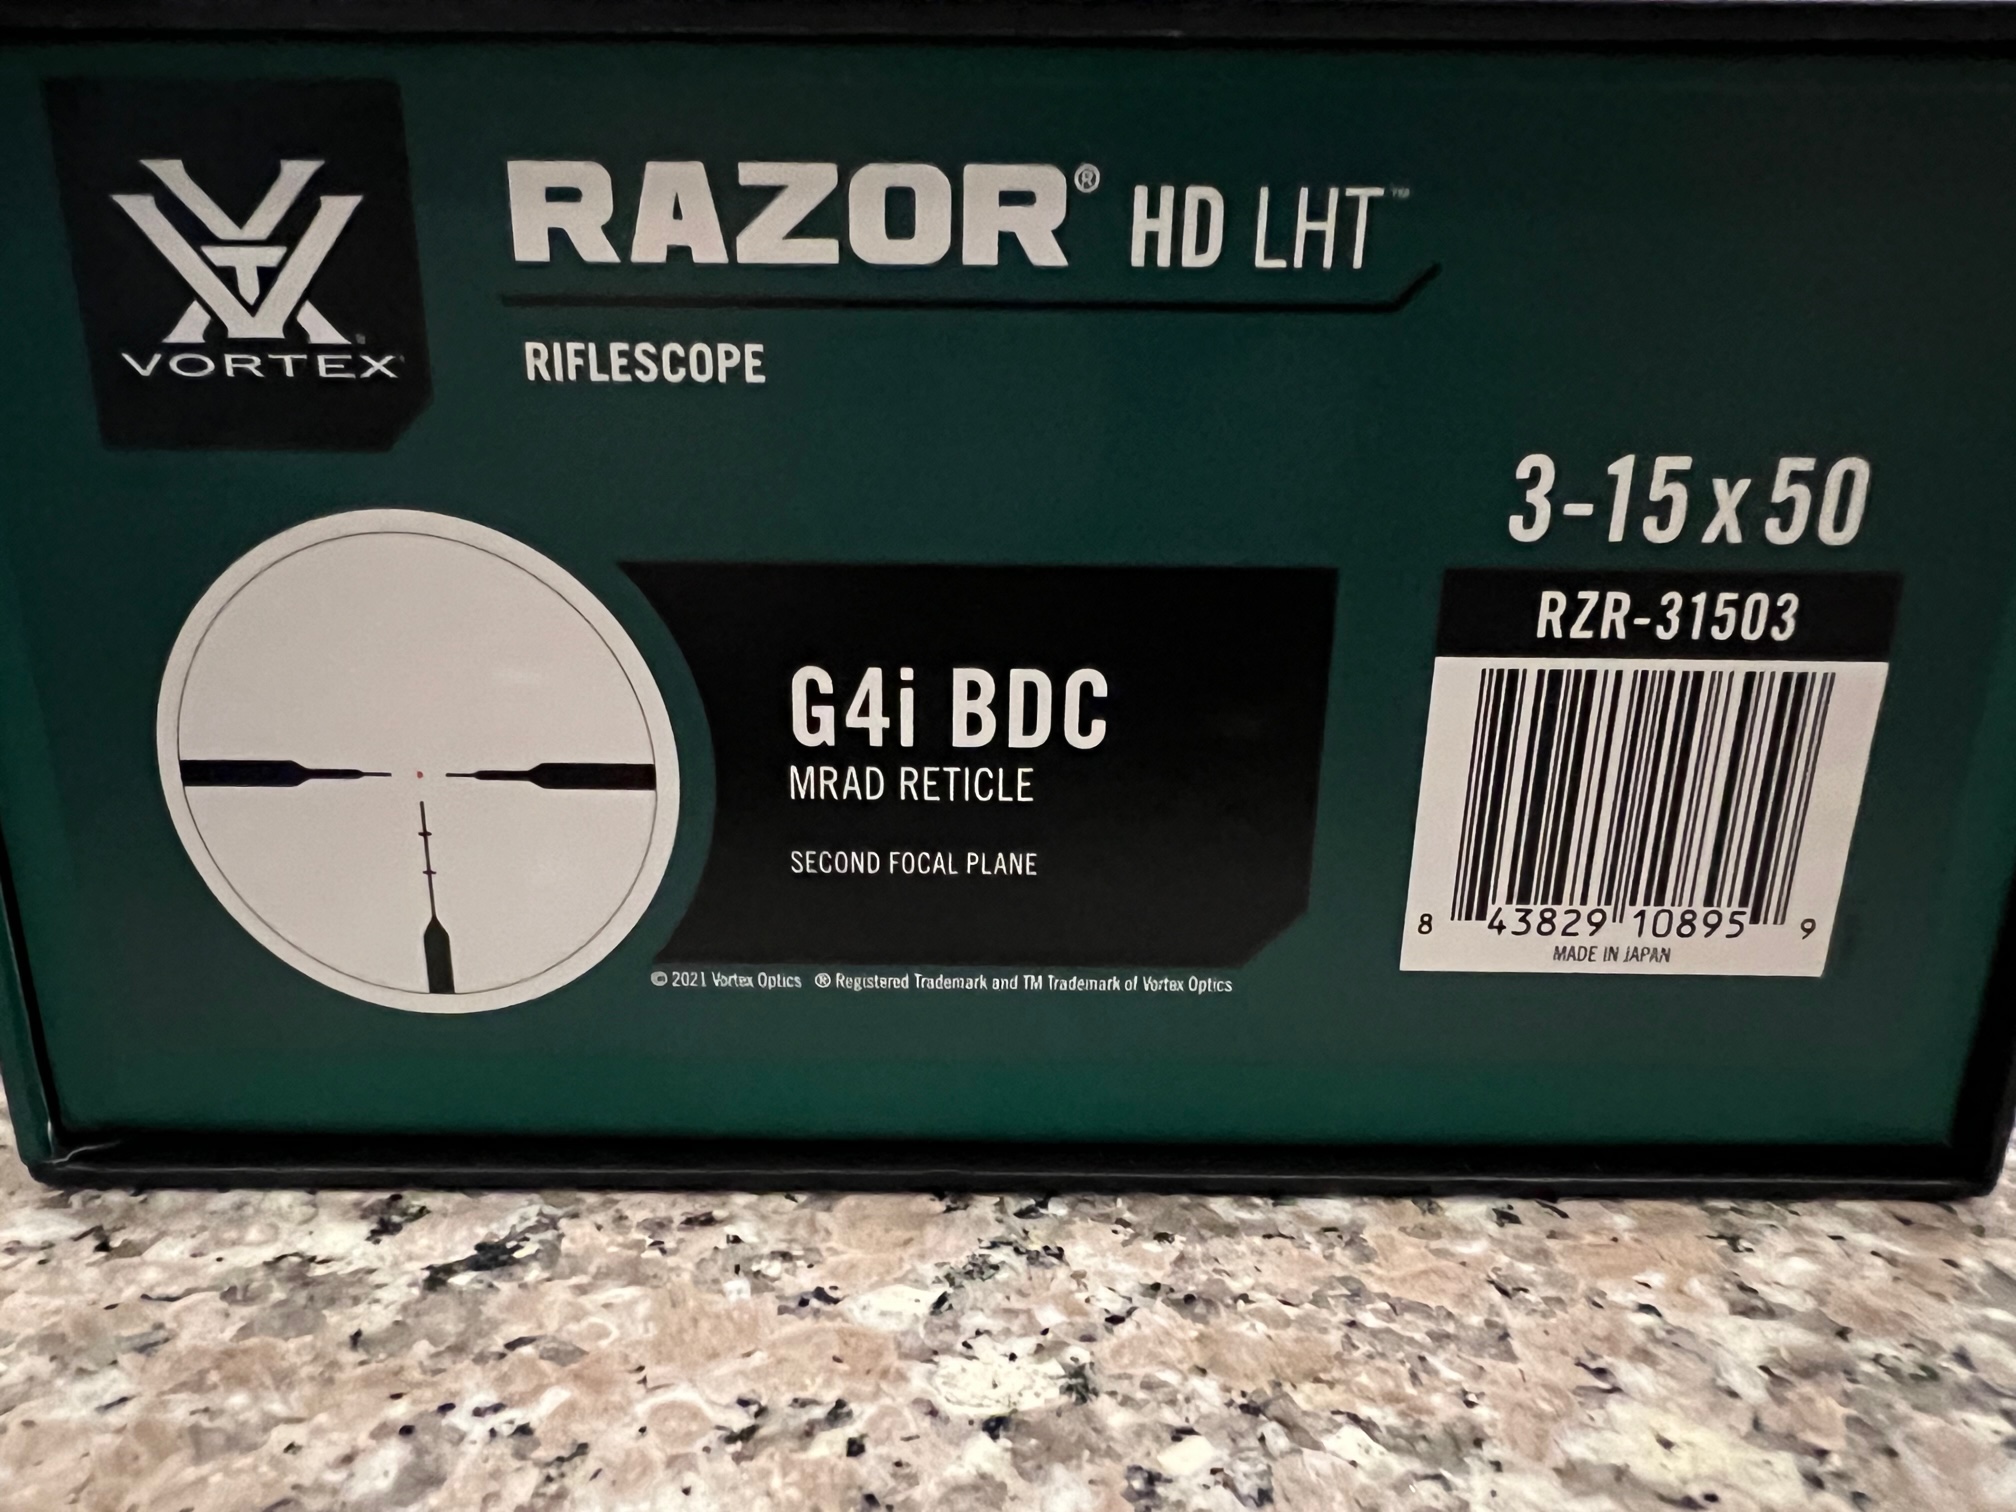 RAZOR® HD LHT™
VORTEX®
RIFLESCOPE
3-15x50
RZR-31503
G4i BDC
MRAD RETICLE
SECOND FOCAL PLANE
8 43829 10895 9
MADE IN JAPAN
© 2021 Vortex Optics ® Registered Trademark and TM Trademark of Vortex Optics